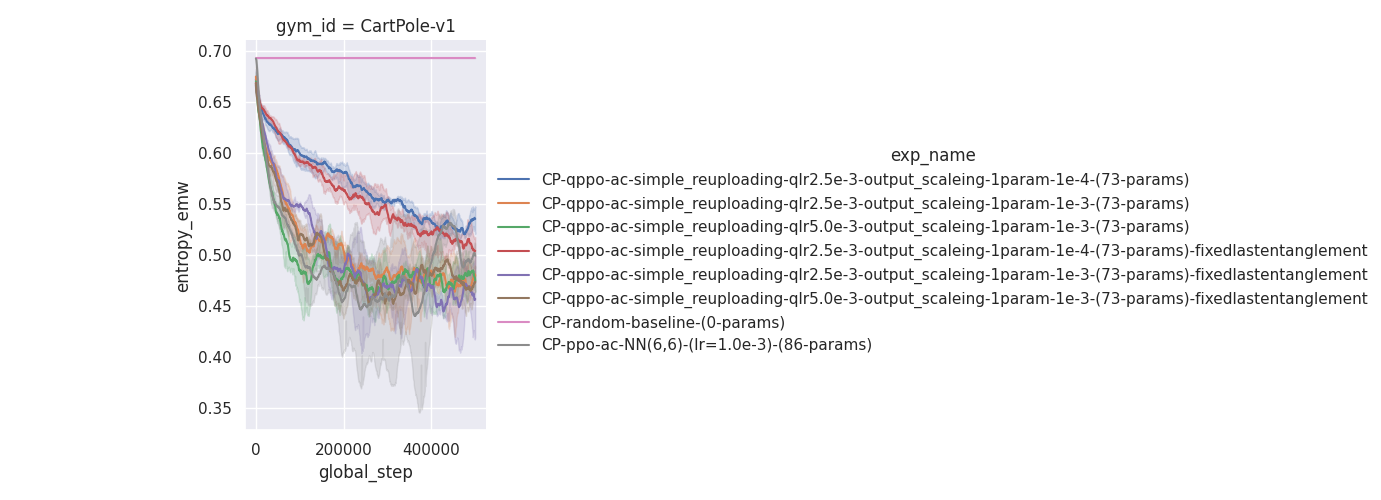 gym_id = CartPole-v1
0.70
0.65
0.60
0.55
0.50
0.45
0.40
0.35
entropy_emw
0
200000
400000
global_step
exp_name
CP-qppo-ac-simple_reuploading-qlr2.5e-3-output_scaleing-1param-1e-4-(73-params)
CP-qppo-ac-simple_reuploading-qlr2.5e-3-output_scaleing-1param-1e-3-(73-params)
CP-qppo-ac-simple_reuploading-qlr5.0e-3-output_scaleing-1param-1e-3-(73-params)
CP-qppo-ac-simple_reuploading-qlr2.5e-3-output_scaleing-1param-1e-4-(73-params)-fixedlastentanglement
CP-qppo-ac-simple_reuploading-qlr2.5e-3-output_scaleing-1param-1e-3-(73-params)-fixedlastentanglement
CP-qppo-ac-simple_reuploading-qlr5.0e-3-output_scaleing-1param-1e-3-(73-params)-fixedlastentanglement
CP-random-baseline-(0-params)
CP-ppo-ac-NN(6,6)-(lr=1.0e-3)-(86-params)